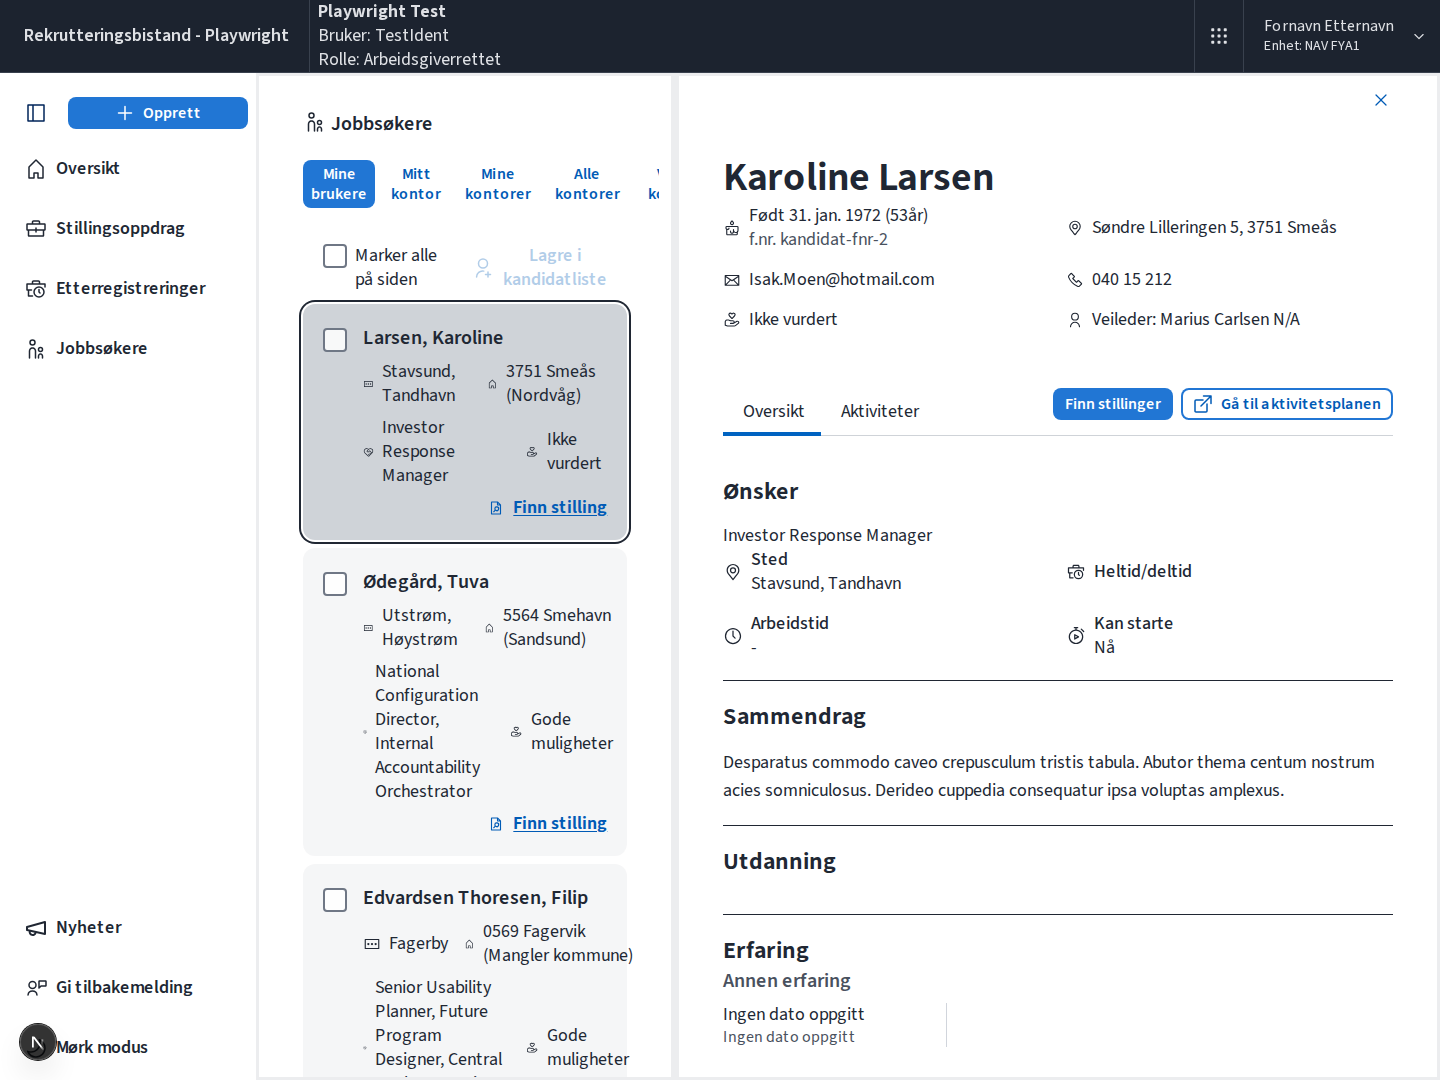 Rekrutteringsbistand - Playwright
Playwright Test
Bruker: TestIdent
Rolle: Arbeidsgiverrettet
Fornavn Etternavn
Enhet: NAV FYA1
Opprett
Oversikt
Stillingsoppdrag
Etterregistreringer
Jobbsøkere
Nyheter
Gi tilbakemelding
N
Mørk modus
Jobbsøkere
Mine
brukere
Mitt
kontor
Mine
kontorer
Alle
kontorer
Marker alle
på siden
Lagre i
kandidatliste
Larsen, Karoline
Stavsund,
Tandhavn
3751 Smeås
(Nordvåg)
Investor
Response
Manager
Ikke
vurdert
Finn stilling
Ødegård, Tuva
Utstrøm,
Høystrøm
5564 Smehavn
(Sandsund)
National
Configuration
Director,
Internal
Accountability
Orchestrator
Gode
muligheter
Finn stilling
Edvardsen Thoresen, Filip
Fagerby
0569 Fagervik
(Mangler kommune)
Senior Usability
Planner, Future
Program
Designer, Central
Gode
muligheter
Karoline Larsen
Født 31. jan. 1972 (53år)
f.nr. kandidat-fnr-2
Søndre Lilleringen 5, 3751 Smeås
Isak.Moen@hotmail.com
040 15 212
Ikke vurdert
Veileder: Marius Carlsen N/A
Oversikt
Aktiviteter
Finn stillinger
Gå til aktivitetsplanen
Ønsker
Investor Response Manager
Sted
Stavsund, Tandhavn
Heltid/deltid
Arbeidstid
-
Kan starte
Nå
Sammendrag
Desparatus commodo caveo crepusculum tristis tabula. Abutor thema centum nostrum
acies somniculosus. Derideo cuppedia consequatur ipsa voluptas amplexus.
Utdanning
Erfaring
Annen erfaring
Ingen dato oppgitt
Ingen dato oppgitt